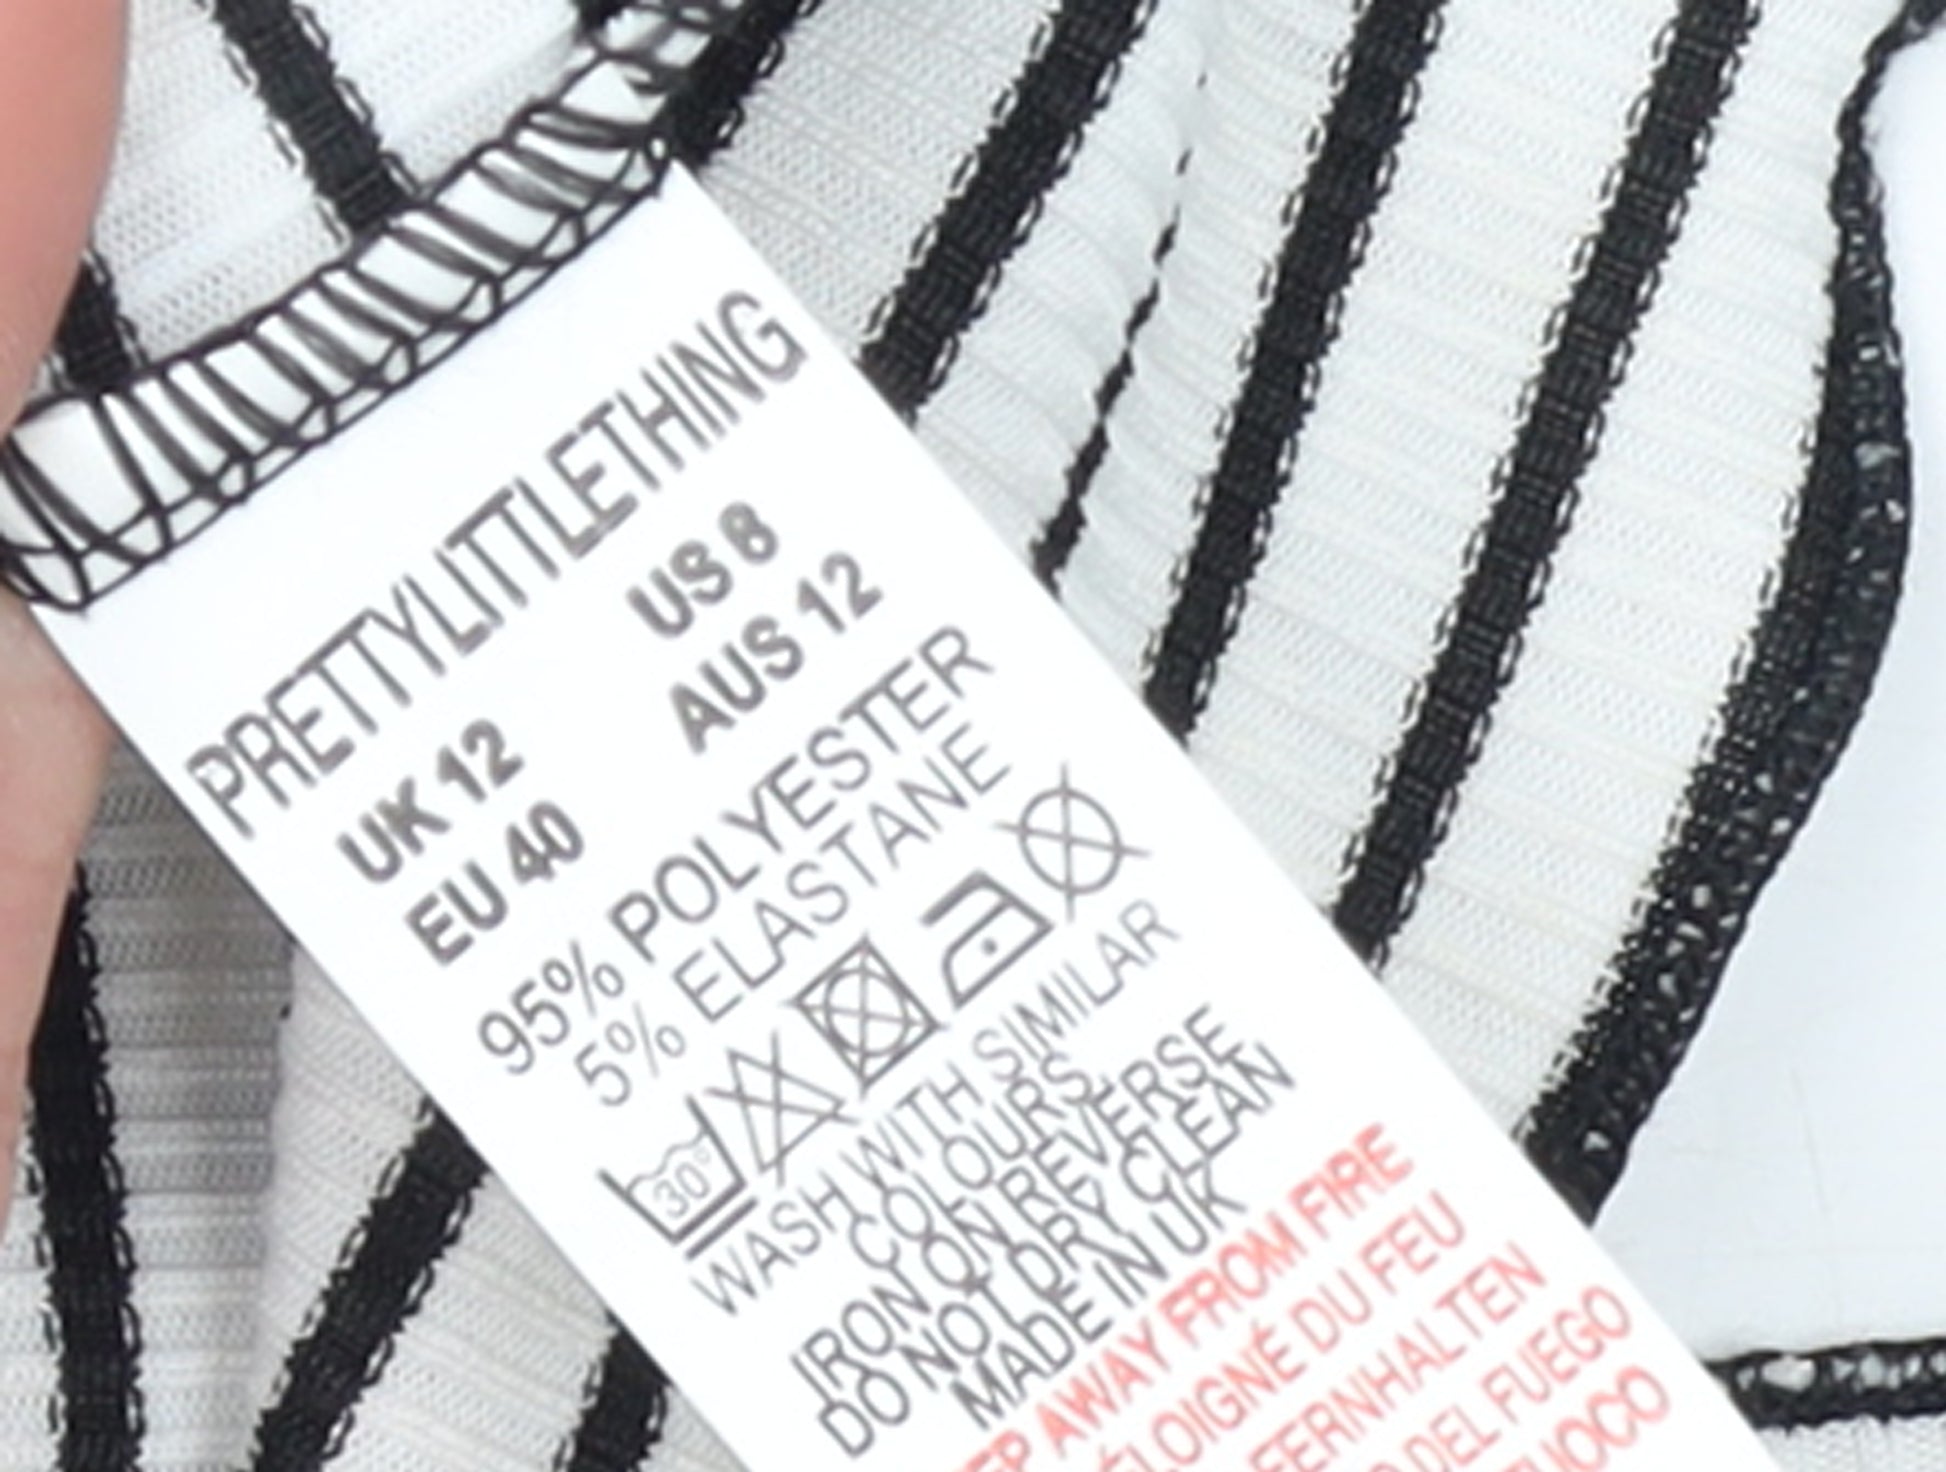 PRETTYLITTLETHING
UK 12 US 8
EU 40 AUS 12
95% POLYESTER
5% ELASTANE
30°
WASH WITH SIMILAR
COLOURS.
IRON ON REVERSE
DO NOT DRY CLEAN
MADE IN UK
AWAY FROM FIRE
ÉLOIGNÉ DU FEU
FERNHALTEN
DEL FUEGO